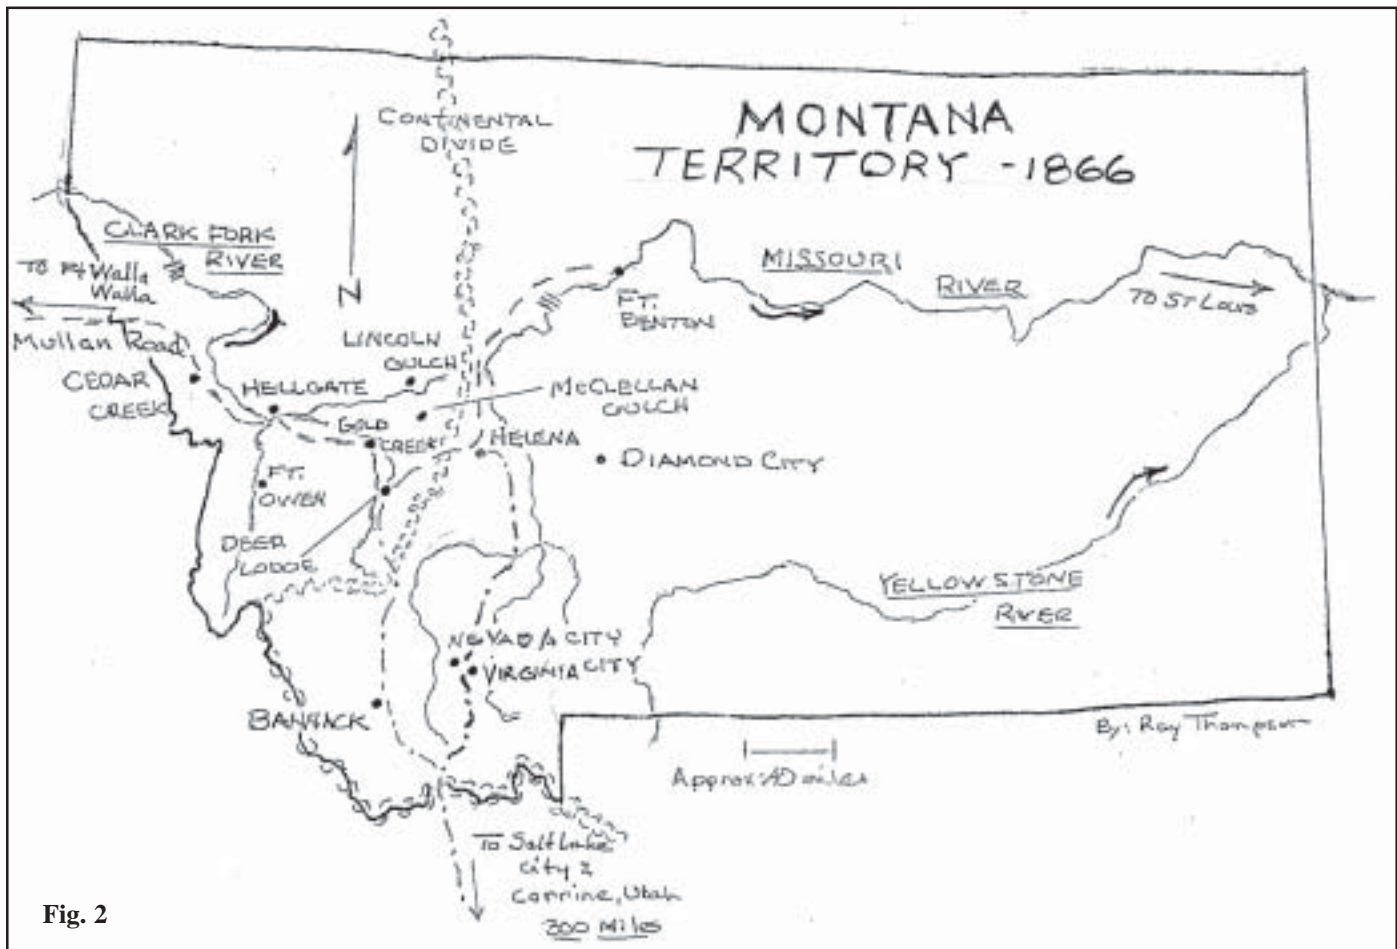 MONTANA
TERRITORY - 1866
CONTINENTAL
DIVIDE
N
CLARK FORK
RIVER
TO Ft Walla
Walla
Mullan Road
CEDAR
CREEK
HELLGATE
LINCOLN
GULCH
GOLD
CREEK
McCLELLAN
GULCH
HELENA
DIAMOND CITY
FT.
BENTON
MISSOURI
RIVER
TO St Louis
FT.
OWEN
DEER
LODGE
YELLOWSTONE
RIVER
NEVADA CITY
VIRGINIA CITY
BANNACK
By: Ray Thompson
Approx: 40 miles
To Salt Lake
City &
Corrine, Utah
300 Miles
Fig. 2